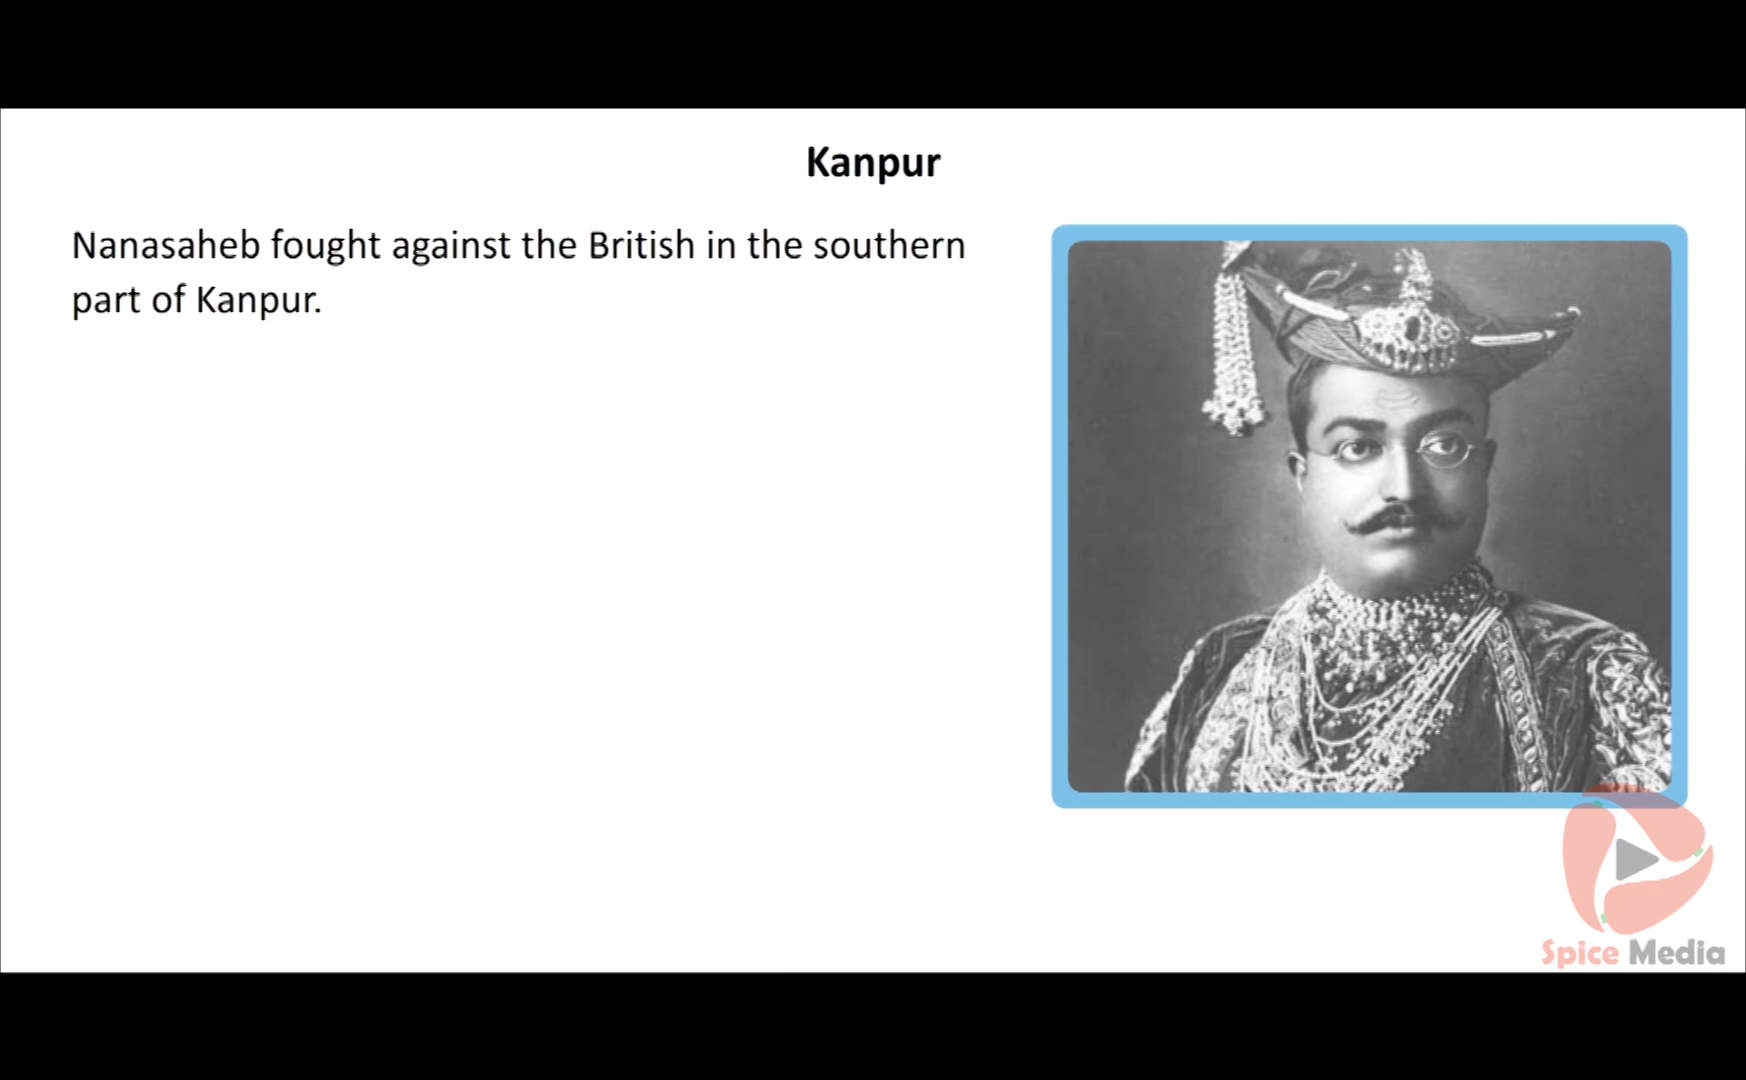 Kanpur
Nanasaheb fought against the British in the southern
part of Kanpur.
Spice Media